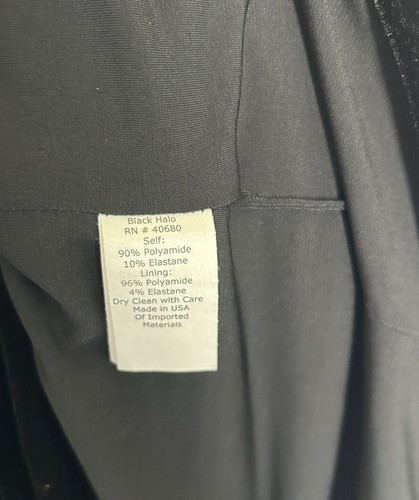 Black Halo
RN # 40680
Self:
90% Polyamide
10% Elastane
Lining:
96% Polyamide
4% Elastane
Dry Clean with Care
Made in USA
Of Imported
Materials